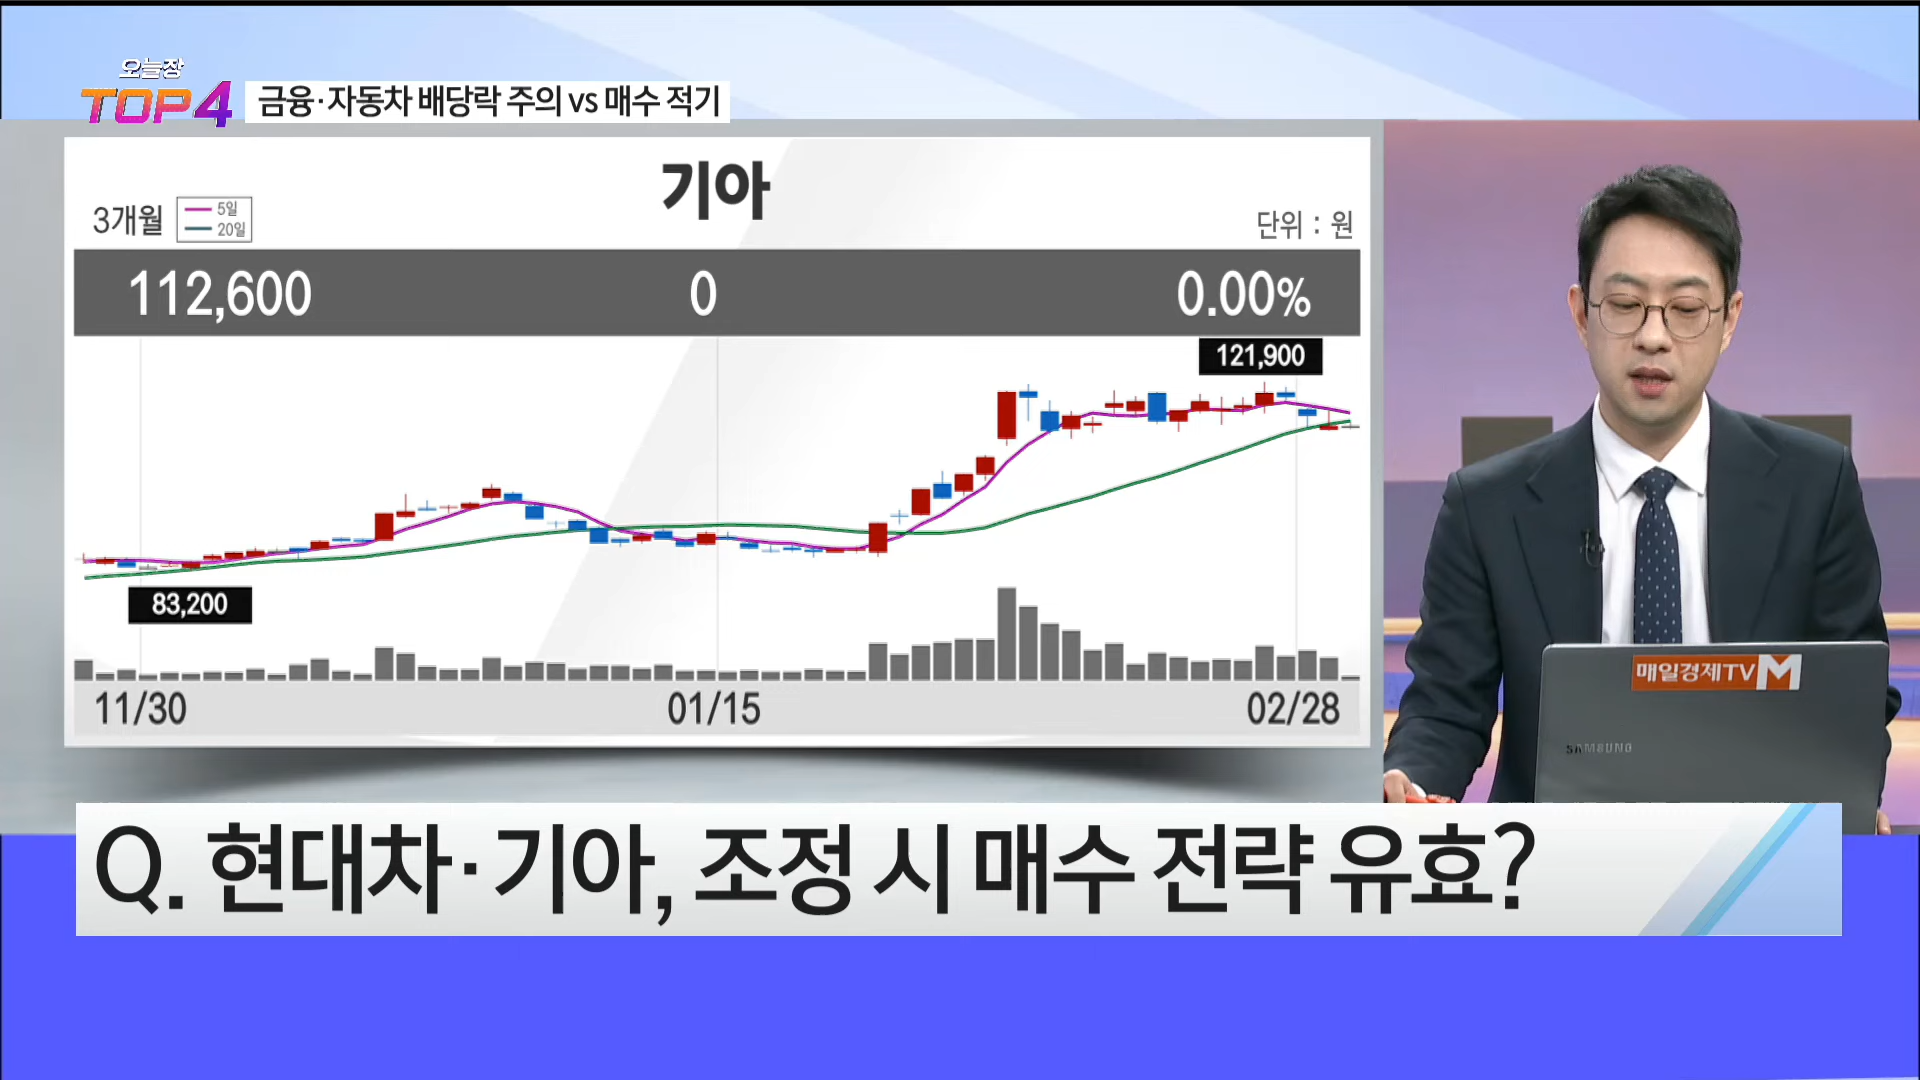 오늘장
TOP4
금융·자동차 배당락 주의 vs 매수 적기
기아
3개월
5일
20일
단위 : 원
112,600 0 0.00%
121,900
83,200
11/30 01/15 02/28
매일경제TV M
SAMSUNG
Q. 현대차·기아, 조정 시 매수 전략 유효?